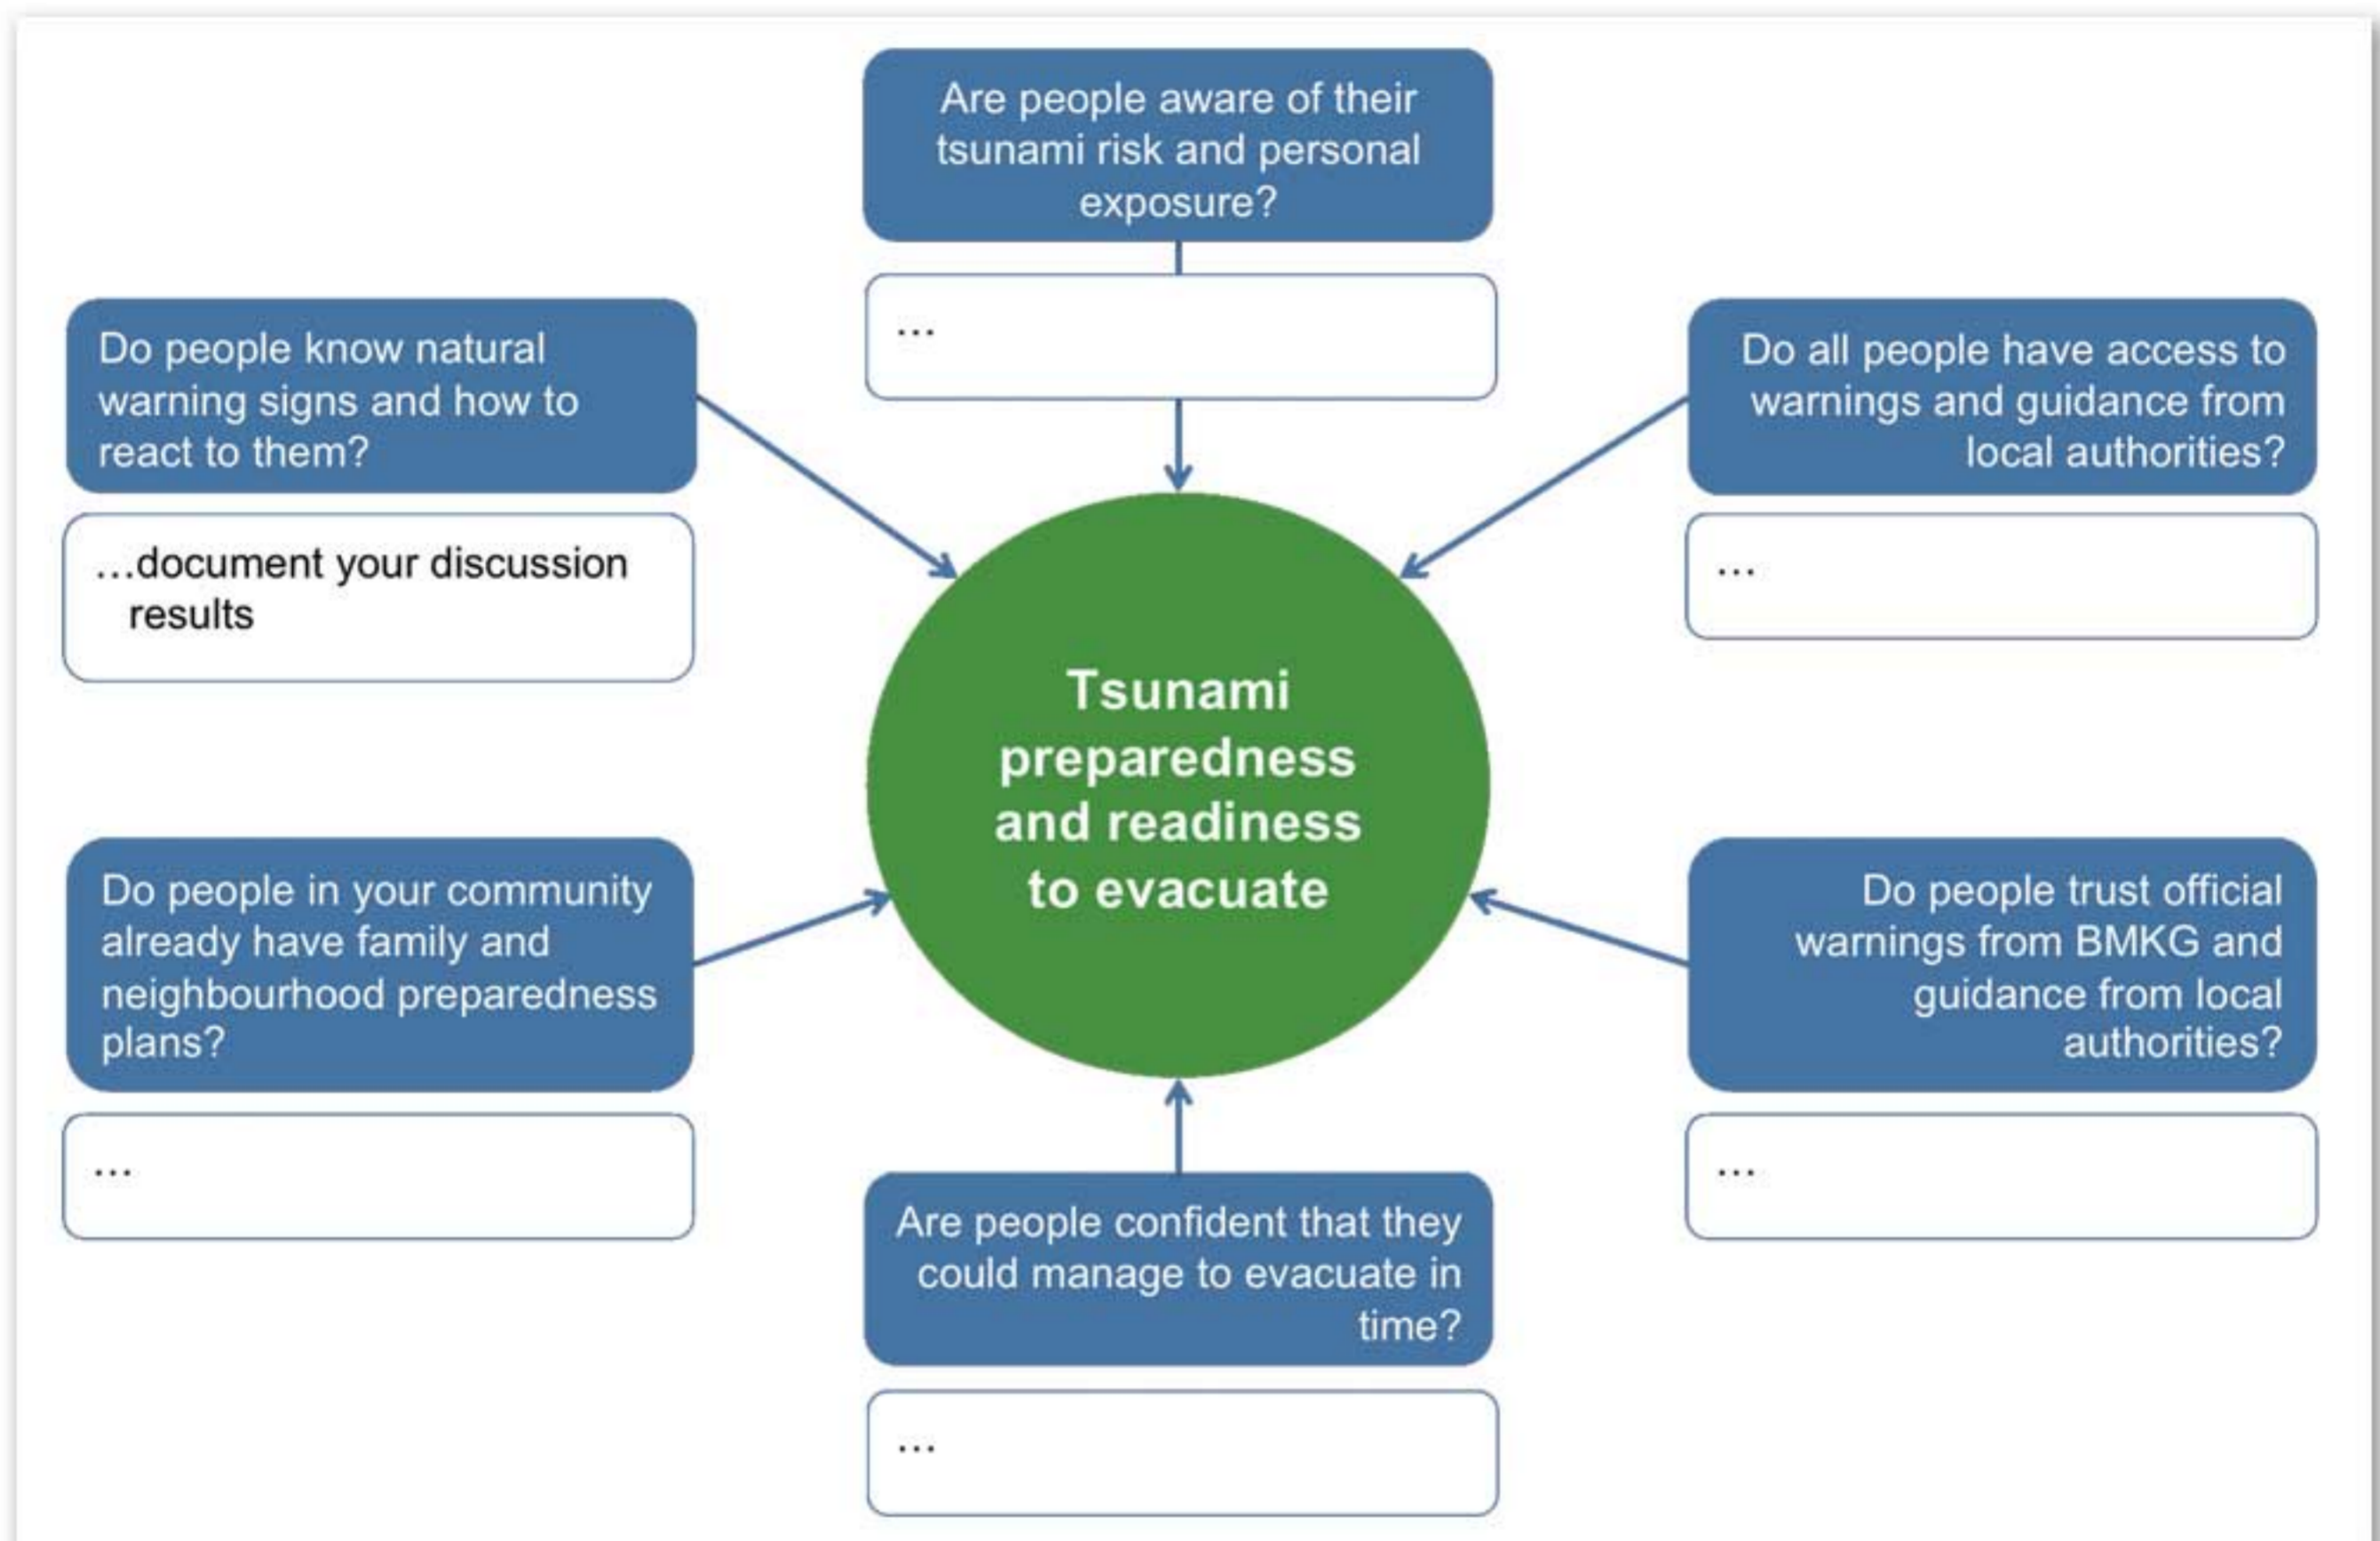 Are people aware of their
tsunami risk and personal
exposure?
…
Do people know natural
warning signs and how to
react to them?
…document your discussion
results
Do all people have access to
warnings and guidance from
local authorities?
…
Tsunami
preparedness
and readiness
to evacuate
Do people in your community
already have family and
neighbourhood preparedness
plans?
…
Do people trust official
warnings from BMKG and
guidance from local
authorities?
…
Are people confident that they
could manage to evacuate in
time?
…